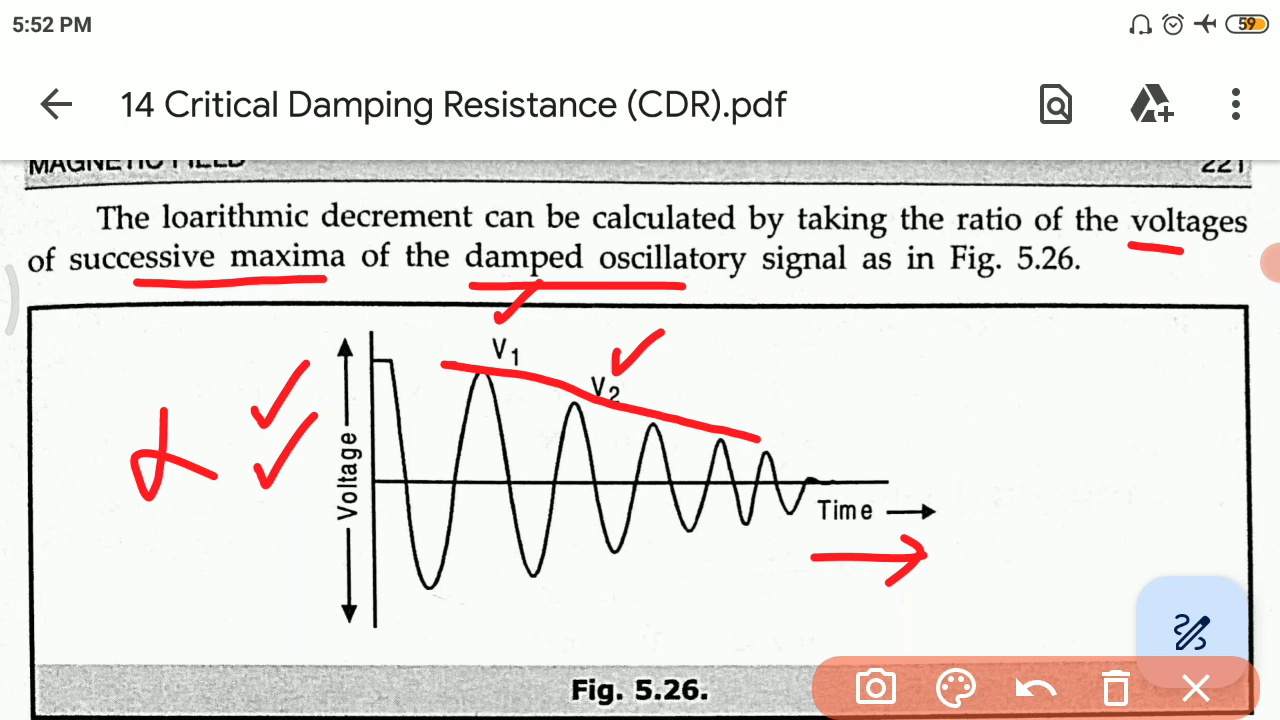 5:52 PM
59
14 Critical Damping Resistance (CDR).pdf
MAGNETIC FIELD
221
The loarithmic decrement can be calculated by taking the ratio of the voltages
of successive maxima of the damped oscillatory signal as in Fig. 5.26.
V1
V2
α
Voltage
Time
Fig. 5.26.